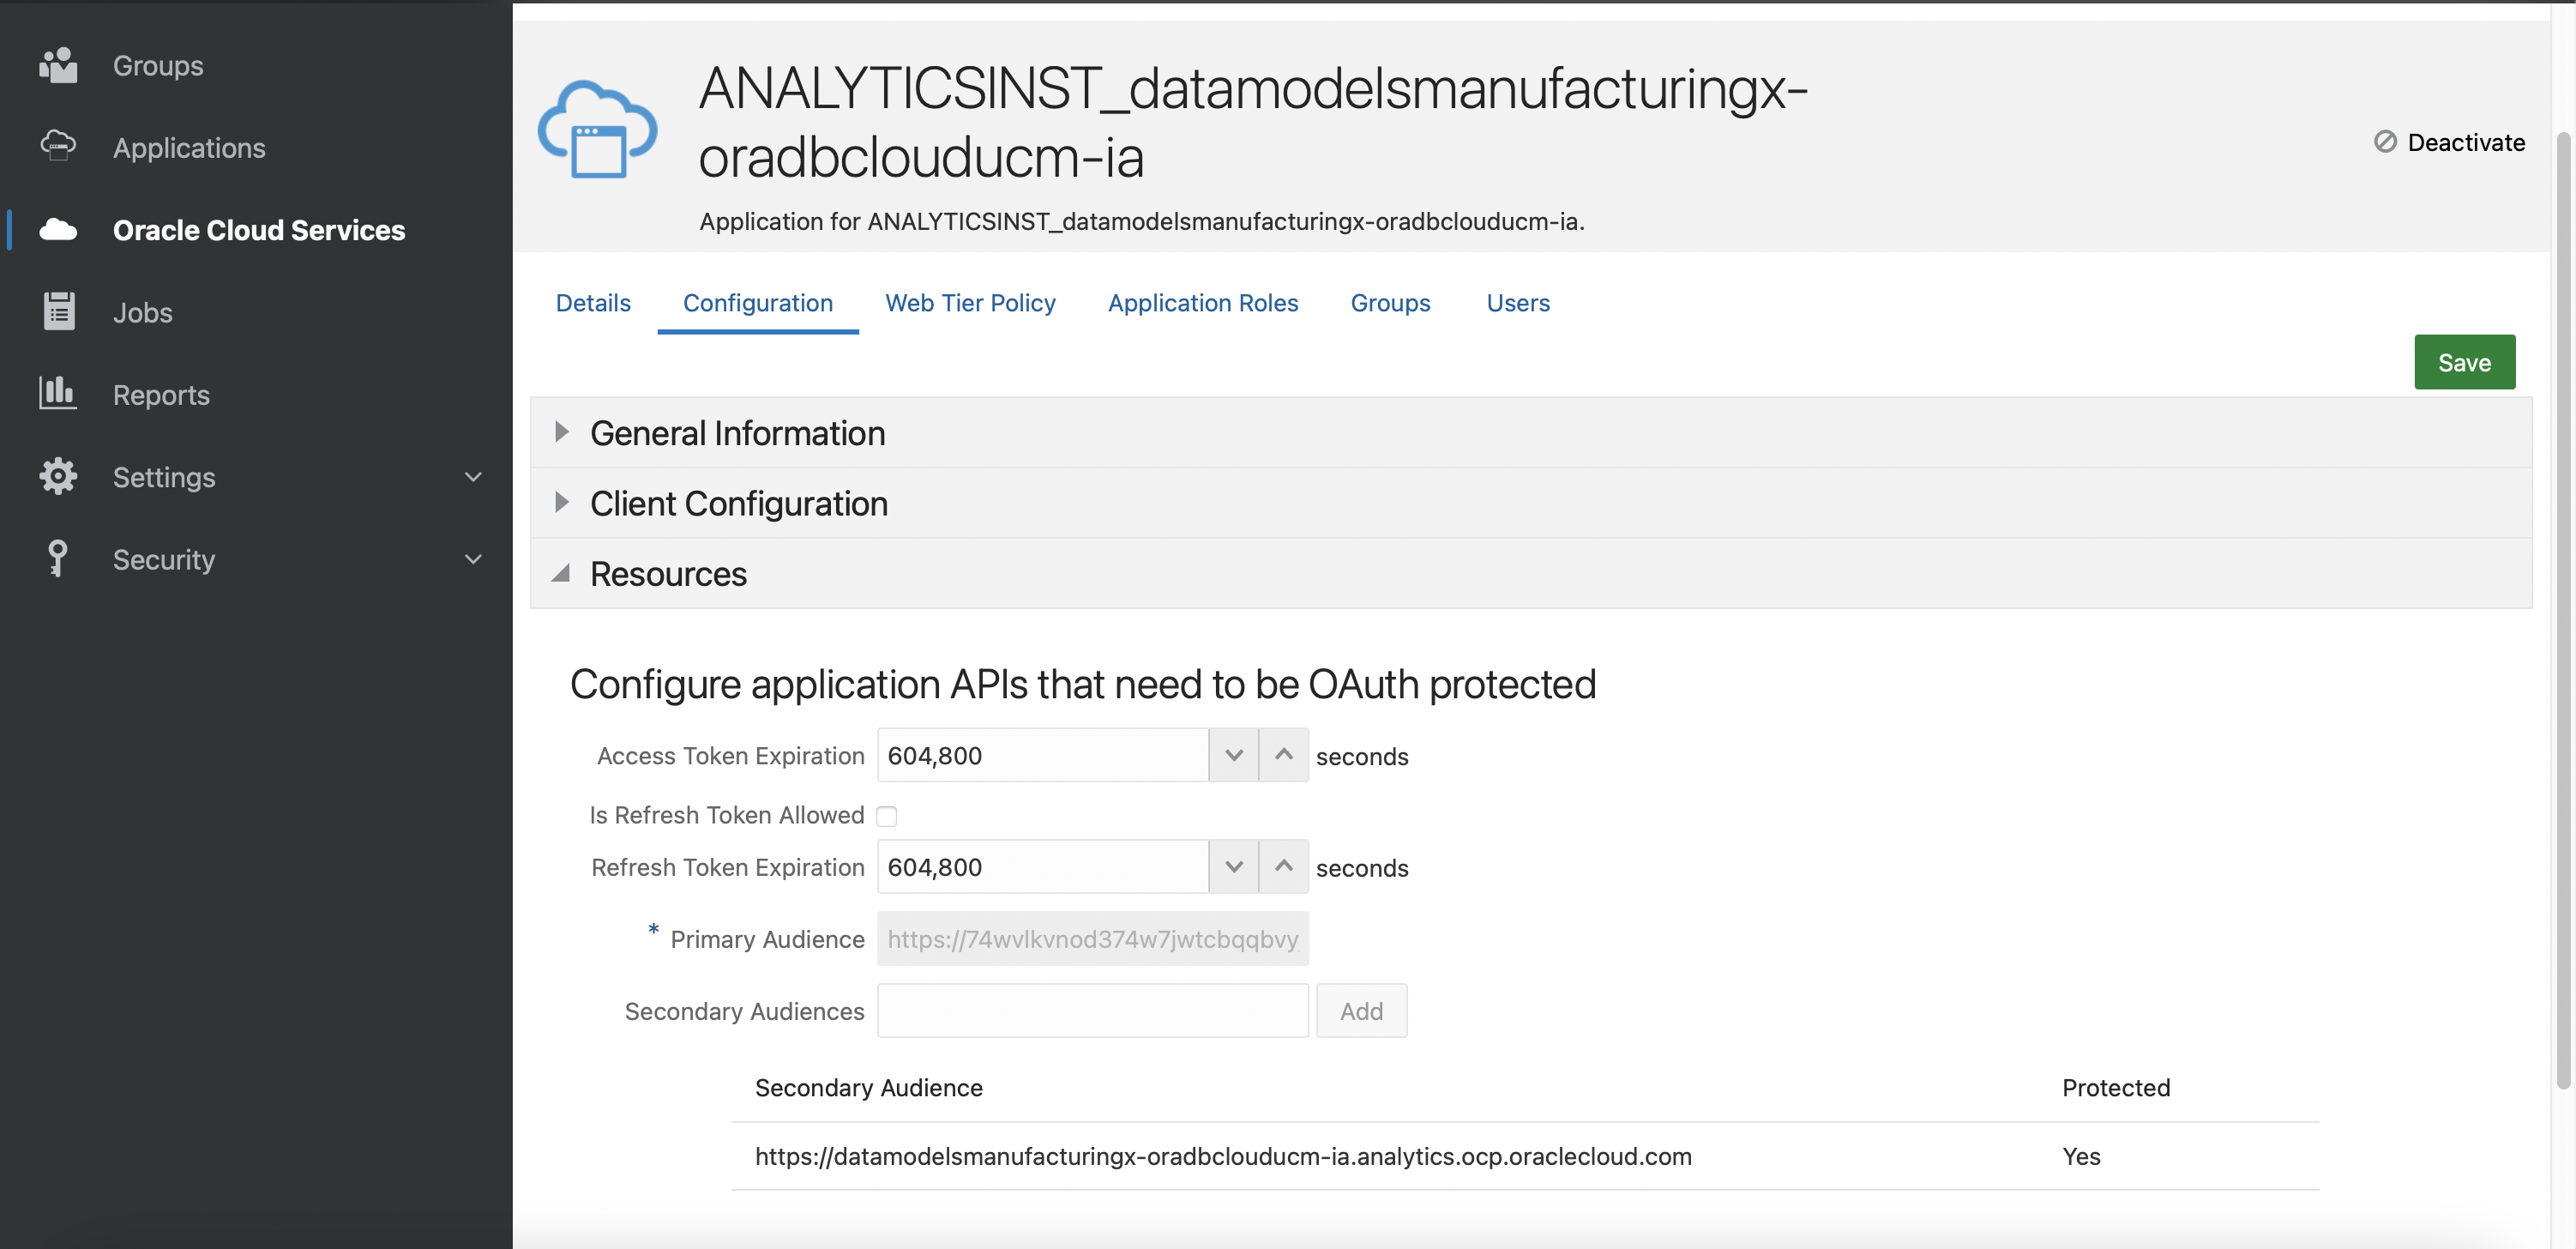 Groups
Applications
Oracle Cloud Services
Jobs
Reports
Settings
Security
ANALYTICSINST_datamodelsmanufacturingx-
oradbclouducm-ia
Application for ANALYTICSINST_datamodelsmanufacturingx-oradbclouducm-ia.
Deactivate
Details Configuration Web Tier Policy Application Roles Groups Users
Save
General Information
Client Configuration
Resources
Configure application APIs that need to be OAuth protected
Access Token Expiration 604,800 seconds
Is Refresh Token Allowed
Refresh Token Expiration 604,800 seconds
* Primary Audience https://74wvlkvnod374w7jwtcbqqbvy
Secondary Audiences Add
Secondary Audience Protected
https://datamodelsmanufacturingx-oradbclouducm-ia.analytics.ocp.oraclecloud.com Yes